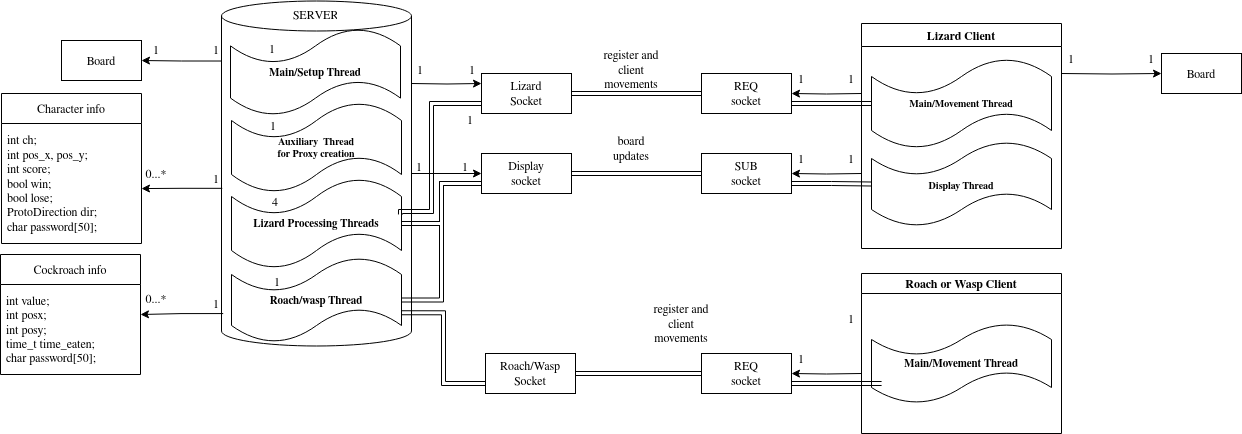 SERVER
1
Main/Setup Thread
1
Auxiliary Thread
for Proxy creation
4
Lizard Processing Threads
1
Roach/wasp Thread
Board
1
1
Character info
int ch;
int pos_x, pos_y;
int score;
bool win;
bool lose;
ProtoDirection dir;
char password[50];
0...*
1
Cockroach info
int value;
int posx;
int posy;
time_t time_eaten;
char password[50];
0...*
1
1
1
Lizard
Socket
1
register and
client
movements
REQ
socket
1
1
1
1
Display
socket
board
updates
SUB
socket
1
1
Lizard Client
Main/Movement Thread
Display Thread
1
1
Board
Roach/Wasp
Socket
register and
client
movements
REQ
socket
1
1
Roach or Wasp Client
Main/Movement Thread